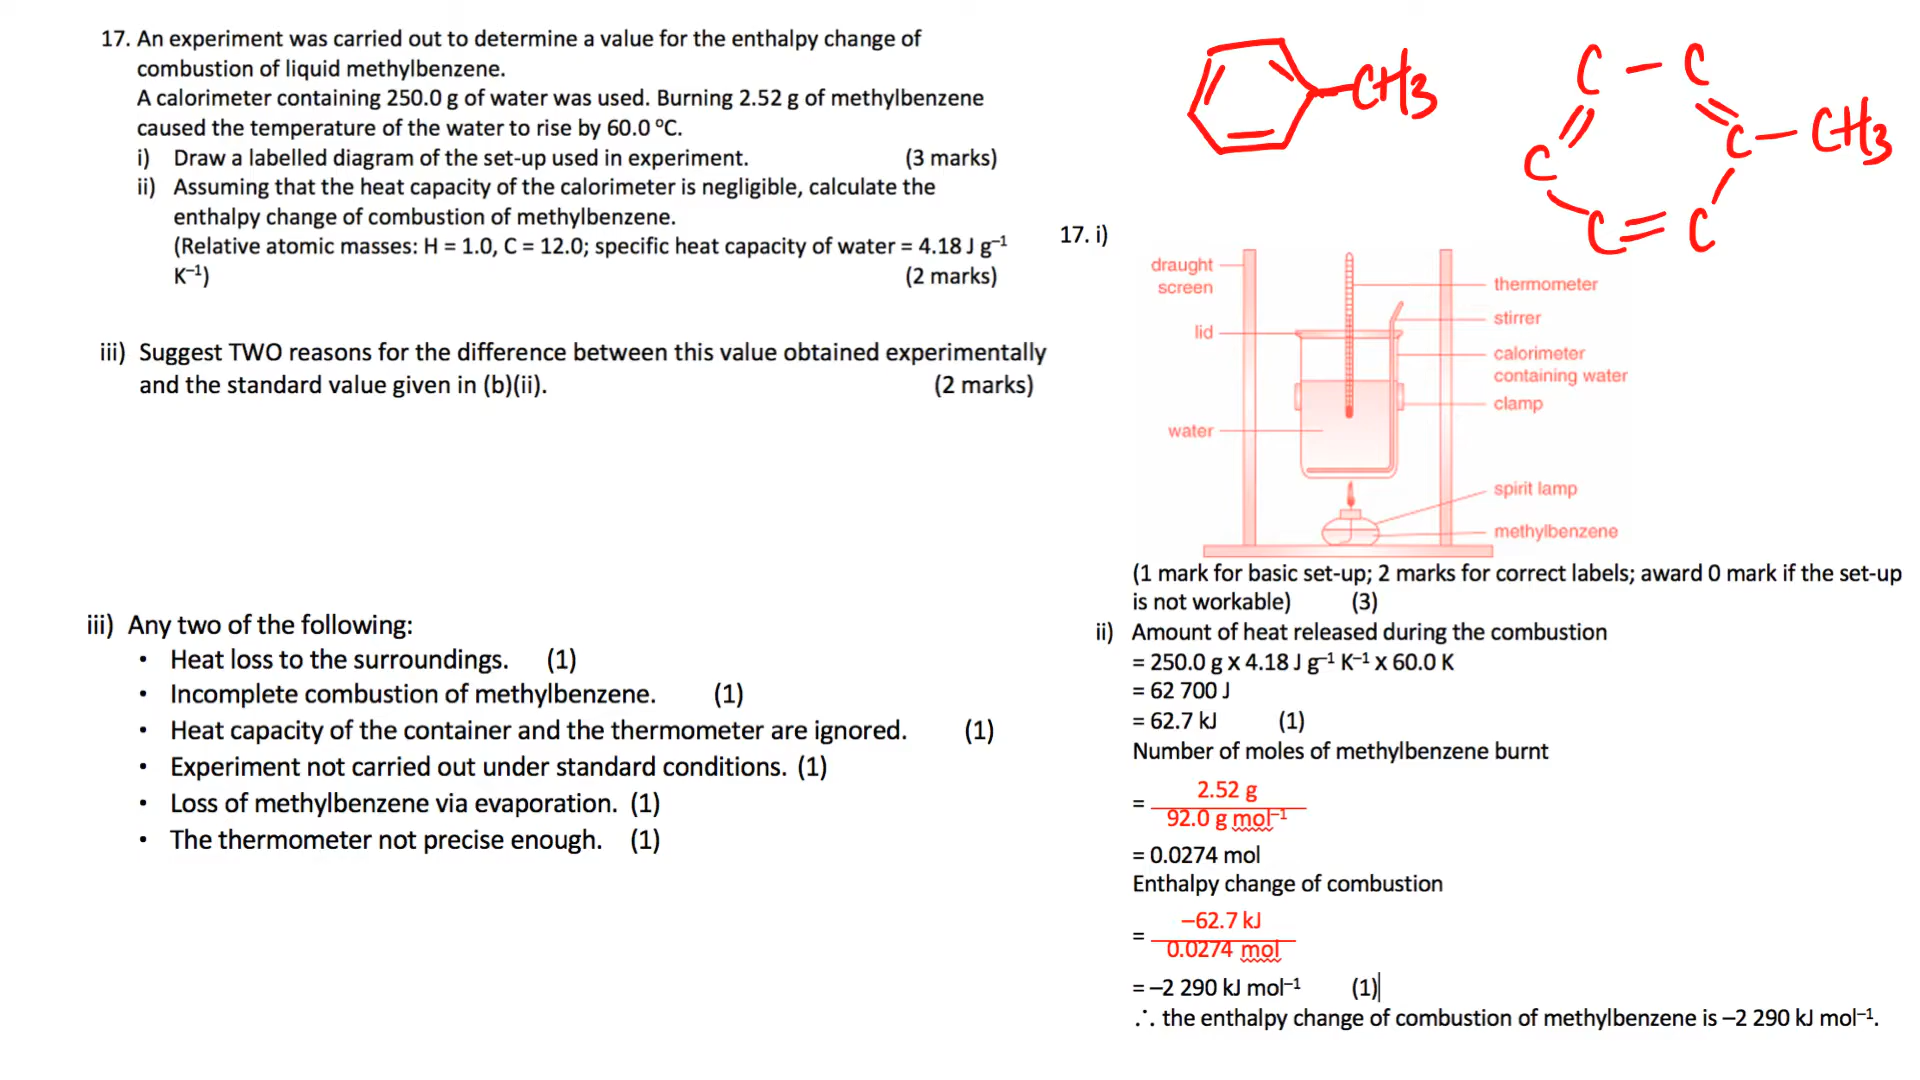 17. An experiment was carried out to determine a value for the enthalpy change of
combustion of liquid methylbenzene.
A calorimeter containing 250.0 g of water was used. Burning 2.52 g of methylbenzene
caused the temperature of the water to rise by 60.0 ºC.
i) Draw a labelled diagram of the set-up used in experiment. (3 marks)
ii) Assuming that the heat capacity of the calorimeter is negligible, calculate the
enthalpy change of combustion of methylbenzene.
(Relative atomic masses: H = 1.0, C = 12.0; specific heat capacity of water = 4.18 J g⁻¹
K⁻¹) (2 marks)
iii) Suggest TWO reasons for the difference between this value obtained experimentally
and the standard value given in (b)(ii). (2 marks)
iii) Any two of the following:
• Heat loss to the surroundings. (1)
• Incomplete combustion of methylbenzene. (1)
• Heat capacity of the container and the thermometer are ignored. (1)
• Experiment not carried out under standard conditions. (1)
• Loss of methylbenzene via evaporation. (1)
• The thermometer not precise enough. (1)
CH3
C – C
C C – CH3
C = C
17. i)
draught
screen
lid
water
thermometer
stirrer
calorimeter
containing water
clamp
spirit lamp
methylbenzene
(1 mark for basic set-up; 2 marks for correct labels; award 0 mark if the set-up
is not workable) (3)
ii) Amount of heat released during the combustion
= 250.0 g x 4.18 J g⁻¹ K⁻¹ x 60.0 K
= 62 700 J
= 62.7 kJ (1)
Number of moles of methylbenzene burnt
2.52 g
=
92.0 g mol⁻¹
= 0.0274 mol
Enthalpy change of combustion
–62.7 kJ
=
0.0274 mol
= –2 290 kJ mol⁻¹ (1)
∴ the enthalpy change of combustion of methylbenzene is –2 290 kJ mol⁻¹.